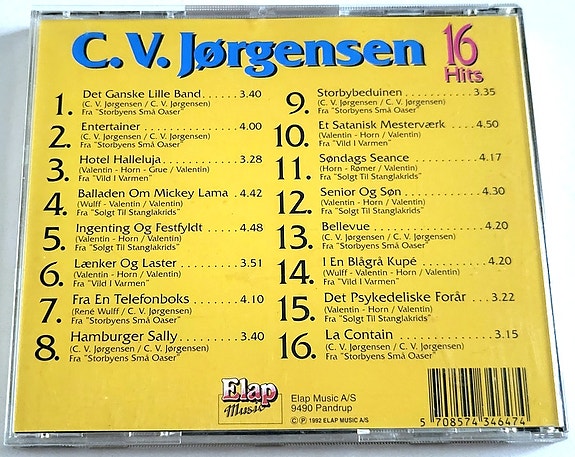 C. V. Jørgensen 16 Hits
1. Det Ganske Lille Band........3.40
(C. V. Jørgensen / C. V. Jørgensen)
Fra "Storbyens Små Oaser"
2. Entertainer..................4.00
(C. V. Jørgensen / C. V. Jørgensen)
Fra "Storbyens Små Oaser"
3. Hotel Halleluja..............3.28
(Valentin - Horn - Grue / Valentin)
Fra "Vild I Varmen"
4. Balladen Om Mickey Lama..4.42
(Wulff - Valentin / Valentin)
Fra "Solgt Til Stanglakrids"
5. Ingenting Og Festfyldt.......4.48
(Valentin - Horn / Valentin)
Fra "Solgt Til Stanglakrids"
6. Lænker Og Laster.............3.51
(Valentin - Horn / Valentin)
Fra "Vild I Varmen"
7. Fra En Telefonboks...........4.10
(René Wulff / C. V. Jørgensen)
Fra "Storbyens Små Oaser"
8. Hamburger Sally..............3.40
(C. V. Jørgensen / C. V. Jørgensen)
Fra "Storbyens Små Oaser"
9. Storbybeduinen...............3.35
(C. V. Jørgensen / C. V. Jørgensen)
Fra "Storbyens Små Oaser"
10. Et Satanisk Mesterværk....4.50
(Valentin - Horn / Valentin)
Fra "Vild I Varmen"
11. Søndags Seance.............4.17
(Horn - Rømer / Valentin)
Fra "Solgt Til Stanglakrids"
12. Senior Og Søn..............4.30
(Valentin - Horn / Valentin)
Fra "Solgt Til Stanglakrids"
13. Bellevue...................4.20
(C. V. Jørgensen / C. V. Jørgensen)
Fra "Storbyens Små Oaser"
14. I En Blågrå Kupé...........4.20
(Wulff - Valentin - Horn / Valentin)
Fra "Vild I Varmen"
15. Det Psykedeliske Forår...3.22
(Valentin - Horn / Valentin)
Fra "Solgt Til Stanglakrids"
16. La Contain.................3.15
(C. V. Jørgensen / C. V. Jørgensen)
Fra "Storbyens Små Oaser"
Elap Music
Elap Music A/S
9490 Pandrup
© ℗ 1992 ELAP MUSIC A/S
5 708574 346474